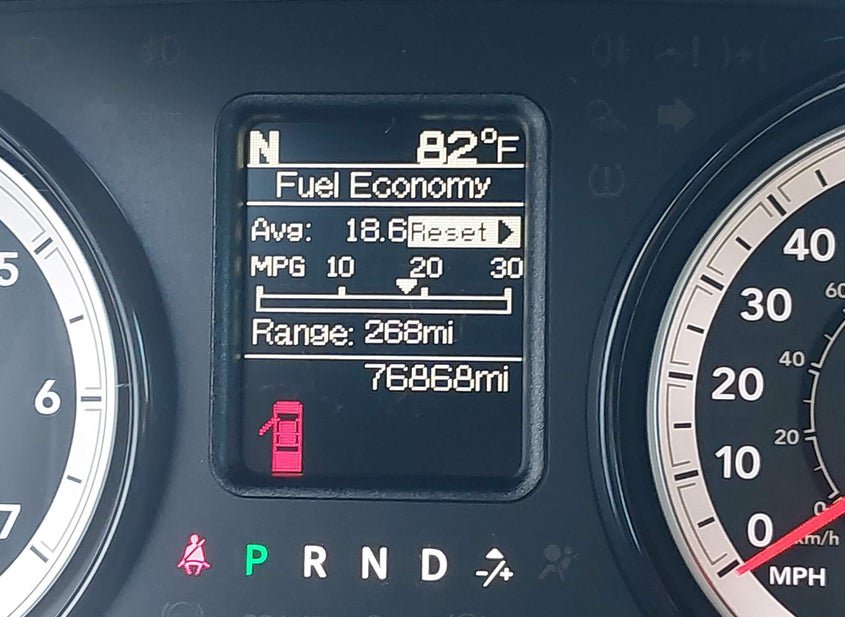 N 82°F
Fuel Economy
Avg: 18.6 Reset
MPG 10 20 30
Range: 268mi
76868mi
P R N D -/+
5
6
7
40
30
20
10
0
MPH
60
40
20
0
km/h